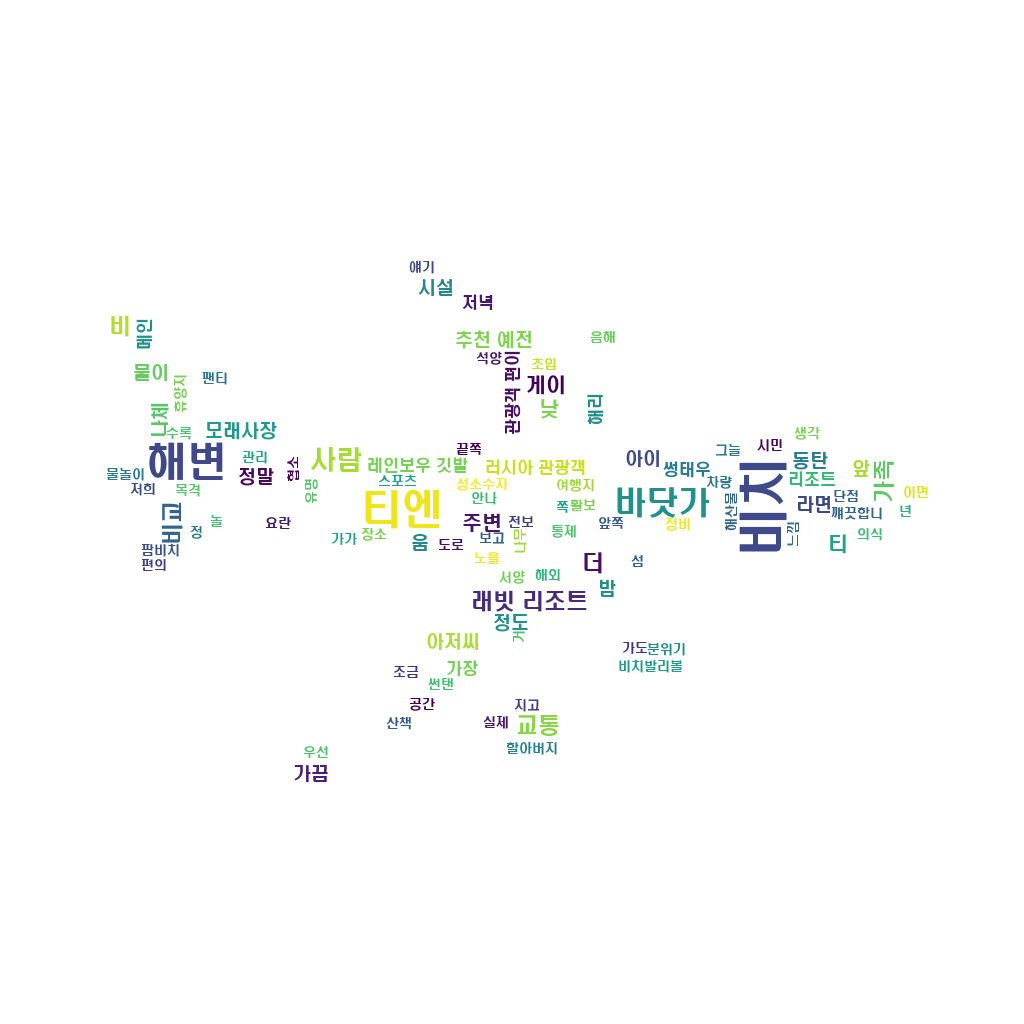 얘기
시설
저녁
비
메인
추천 예전
음해
석양
관광객 편이
초입
물이
휴양지
팬티
게이
낮
해리
나체
수록
모래사장
해변
사람
끝쪽
아이
그늘
시민
생각
관리
협소
레인보우 깃발
러시아 관광객
썽태우
동탄
앞
가족
물놀이
정말
스포츠
성소수자
여행지
차량
비치
리조트
저희
목격
유명
티엔
안나
쪽
활보
바닷가
해산물
라면
단점
이면
비교
정
놀
요란
주변
전보
앞쪽
정비
느낌
깨끗합니
년
가가
장소
움
도로
보고
나무
통제
티
의식
팜비치
편의
노을
더
섬
서양
해외
밤
래빗 리조트
정도
거
아저씨
가도
분위기
가장
비치발리볼
조금
썬탠
공간
지고
산책
실제
교통
우선
할아버지
가끔